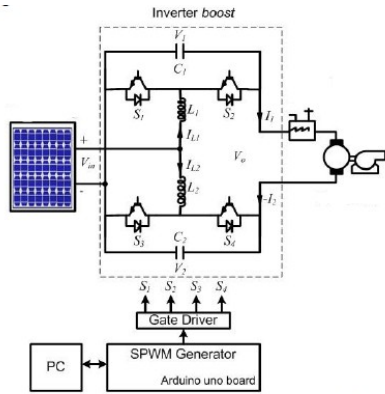 Inverter boost
V1
C1
S1
L1
S2
I1
IL1
+
Vin
-
IL2
Vo
L2
-I2
S3
C2
S4
V2
S1 S2 S3 S4
Gate Driver
PC
SPWM Generator
Arduino uno board